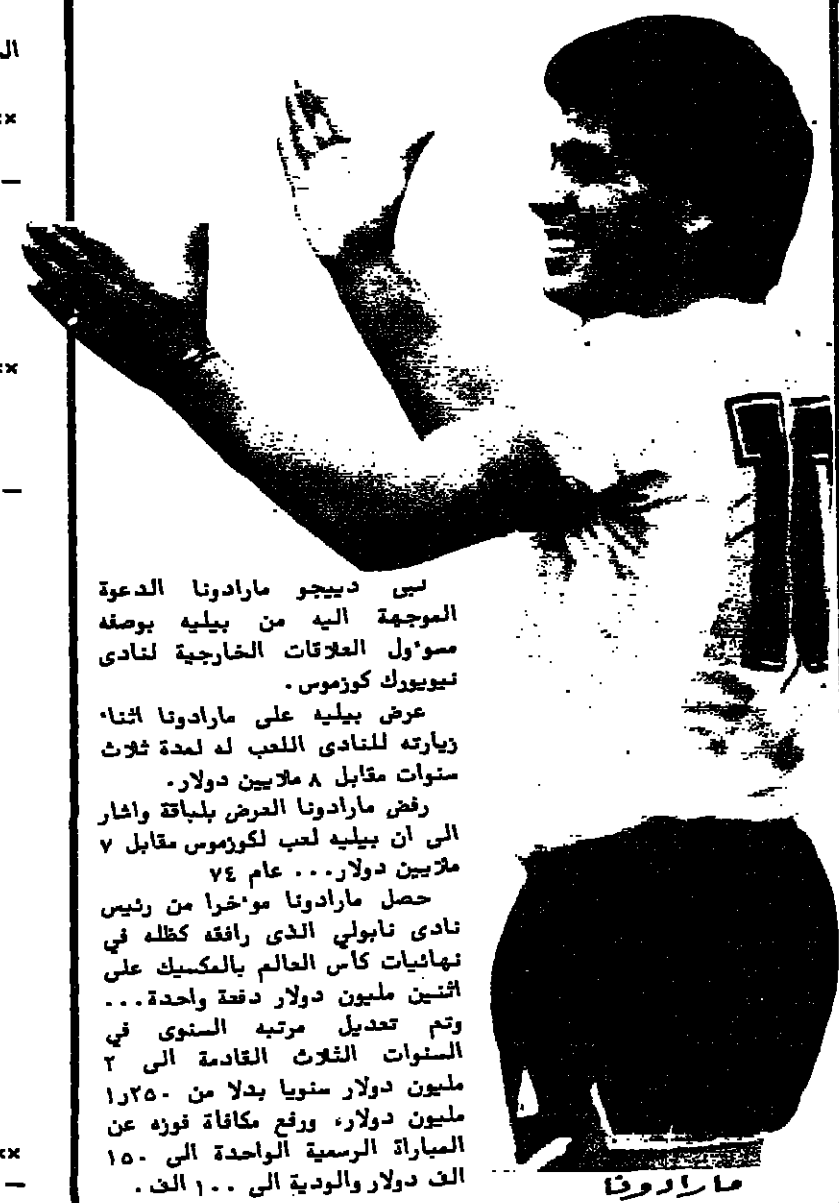 لبى دييجو مارادونا الدعوة
الموجهة اليه من بيليه بوصفه
مسوءول العلاقات الخارجية لنادى
نيويورك كوزموس.
عرض بيليه على مارادونا اثناء
زيارته للنادى اللعب له لمدة ثلاث
سنوات مقابل ٨ ملايين دولار.
رفض مارادونا العرض بلباقة واشار
الى ان بيليه لعب لكوزموس مقابل ٧
ملايين دولار... عام ٧٤
حصل مارادونا موءخرا من رئيس
نادى نابولي الذى رافقه كظله في
نهائيات كأس العالم بالمكسيك على
اثنين مليون دولار دفعة واحدة...
وتم تعديل مرتبه السنوى في
السنوات الثلاث القادمة الى ٢
مليون دولار سنويا بدلا من ٢٥٠ر١
مليون دولار، ورفع مكافاة فوزه عن
المباراة الرسمية الواحدة الى ١٥٠
الف دولار والودية الى ١٠٠ الف.
مارادونا